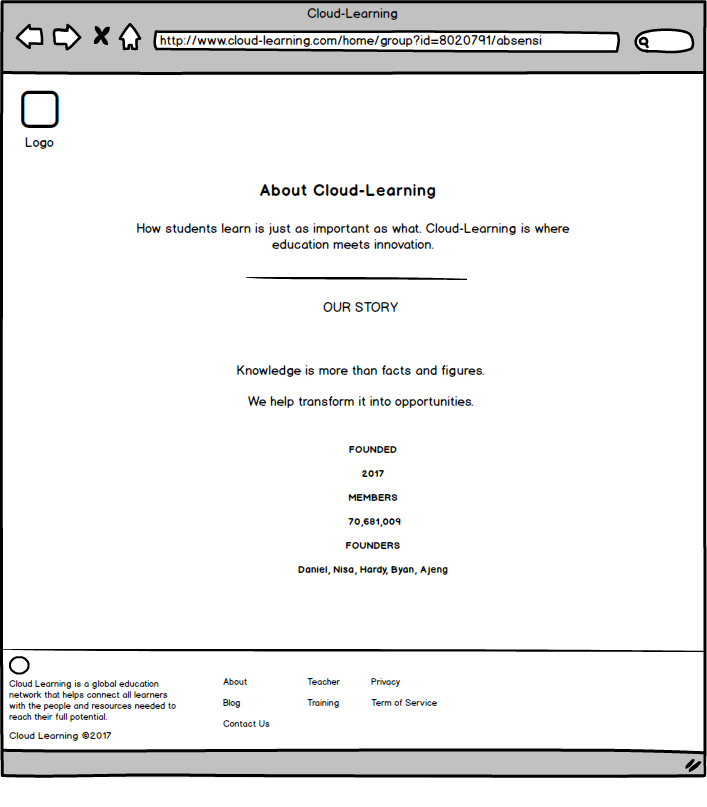 Cloud-Learning
http://www.cloud-learning.com/home/group?id=8020791/absensi
Logo
About Cloud-Learning
How students learn is just as important as what. Cloud-Learning is where
education meets innovation.
OUR STORY
Knowledge is more than facts and figures.
We help transform it into opportunities.
FOUNDED
2017
MEMBERS
70,681,009
FOUNDERS
Daniel, Nisa, Hardy, Byan, Ajeng
Cloud Learning is a global education
network that helps connect all learners
with the people and resources needed to
reach their full potential.
Cloud Learning ©2017
About
Blog
Contact Us
Teacher
Training
Privacy
Term of Service